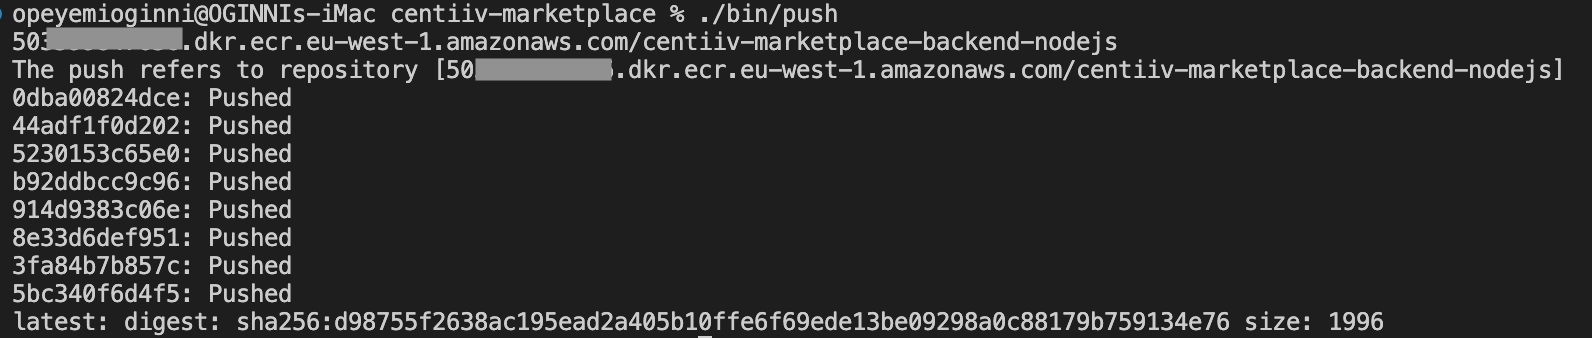 opeyemioginni@OGINNIs-iMac centiiv-marketplace % ./bin/push
503 .dkr.ecr.eu-west-1.amazonaws.com/centiiv-marketplace-backend-nodejs
The push refers to repository [50 .dkr.ecr.eu-west-1.amazonaws.com/centiiv-marketplace-backend-nodejs]
0dba00824dce: Pushed
44adf1f0d202: Pushed
5230153c65e0: Pushed
b92ddbcc9c96: Pushed
914d9383c06e: Pushed
8e33d6def951: Pushed
3fa84b7b857c: Pushed
5bc340f6d4f5: Pushed
latest: digest: sha256:d98755f2638ac195ead2a405b10ffe6f69ede13be09298a0c88179b759134e76 size: 1996